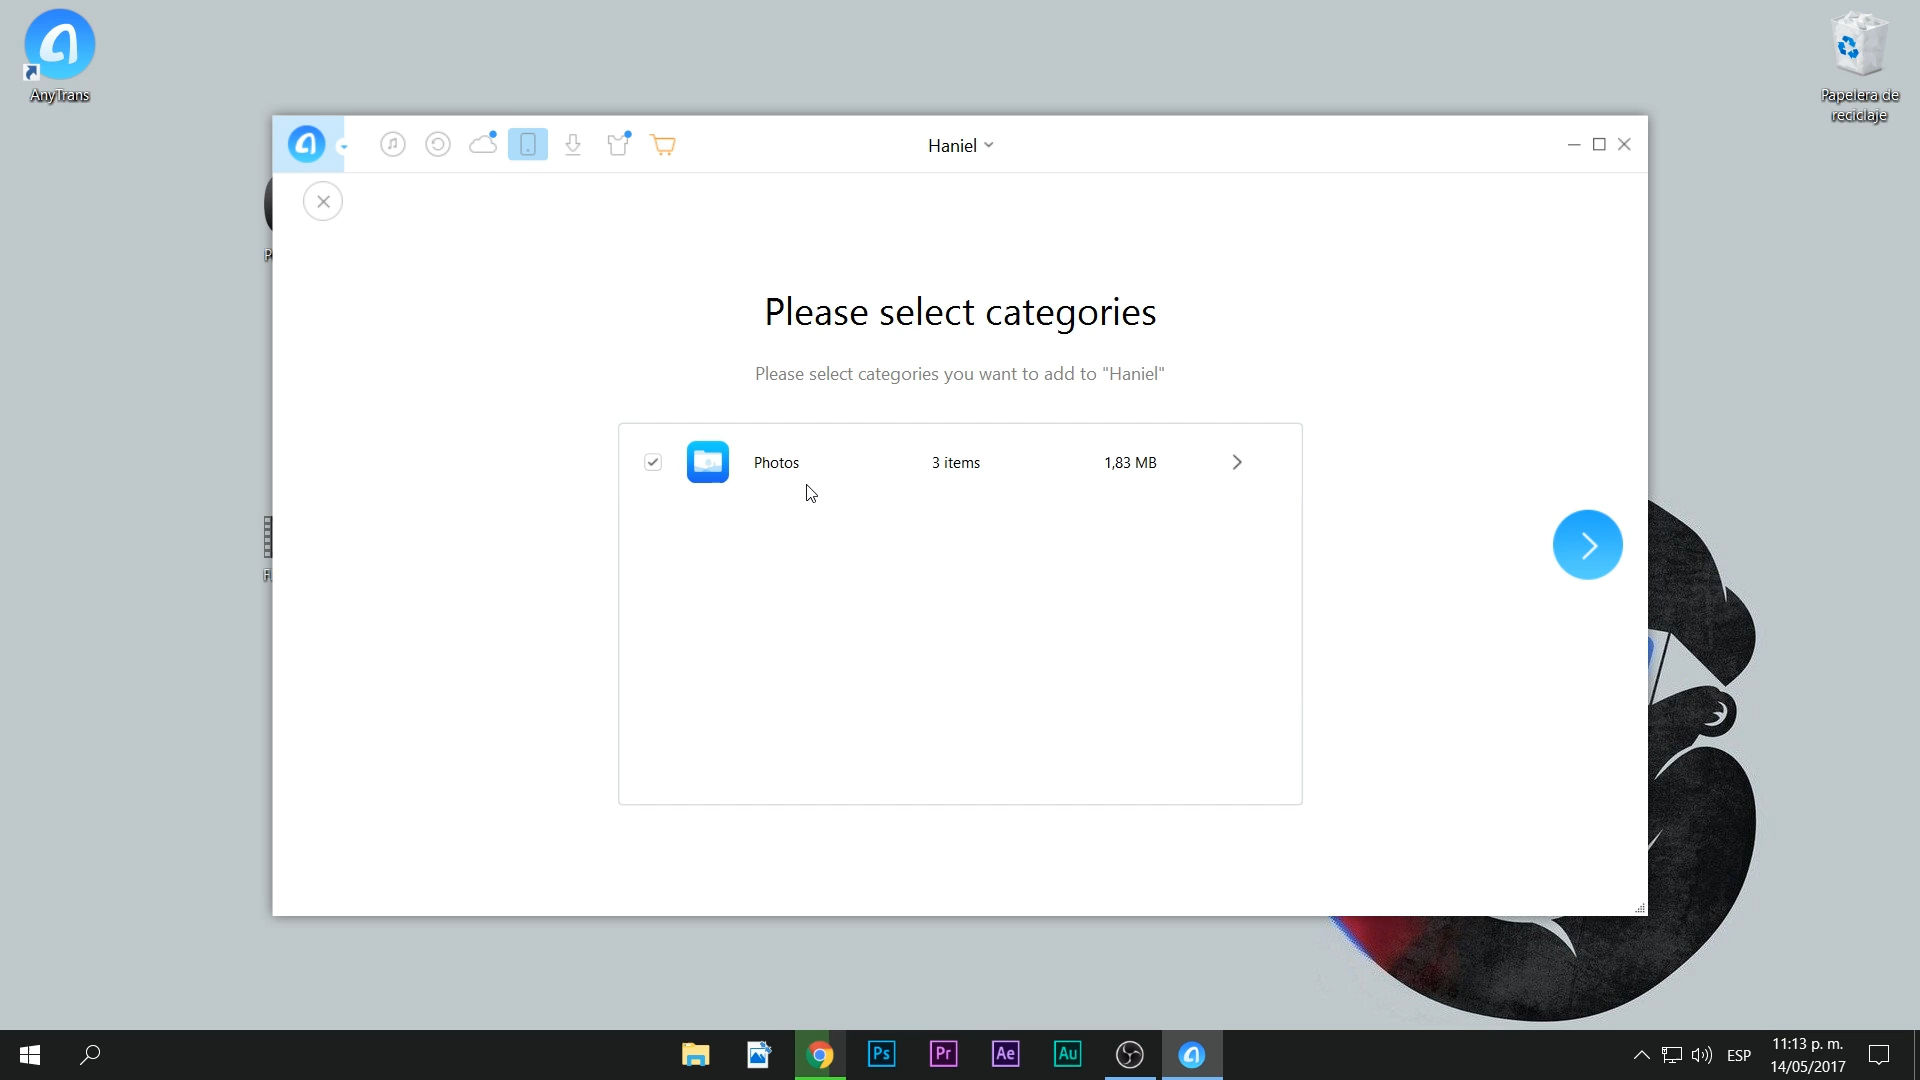 AnyTrans
Papelera de
reciclaje
Haniel
Please select categories
Please select categories you want to add to "Haniel"
Photos 3 items 1,83 MB
P
F
Ps Pr Ae Au
ESP
11:13 p. m.
14/05/2017